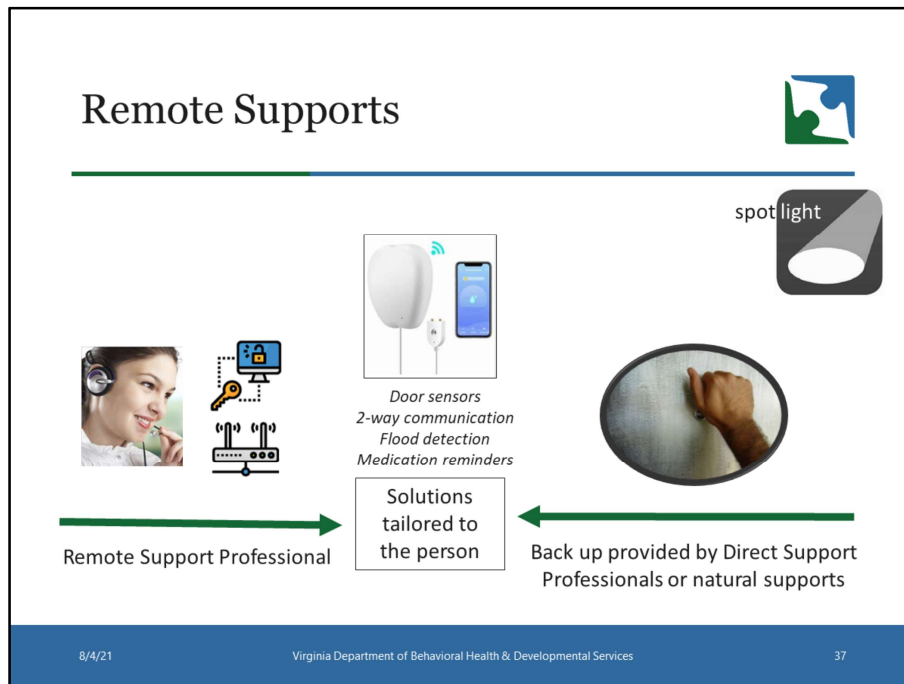 Remote Supports
spot light
Door sensors
2-way communication
Flood detection
Medication reminders
Solutions
tailored to
the person
Remote Support Professional
Back up provided by Direct Support
Professionals or natural supports
8/4/21
Virginia Department of Behavioral Health & Developmental Services
37